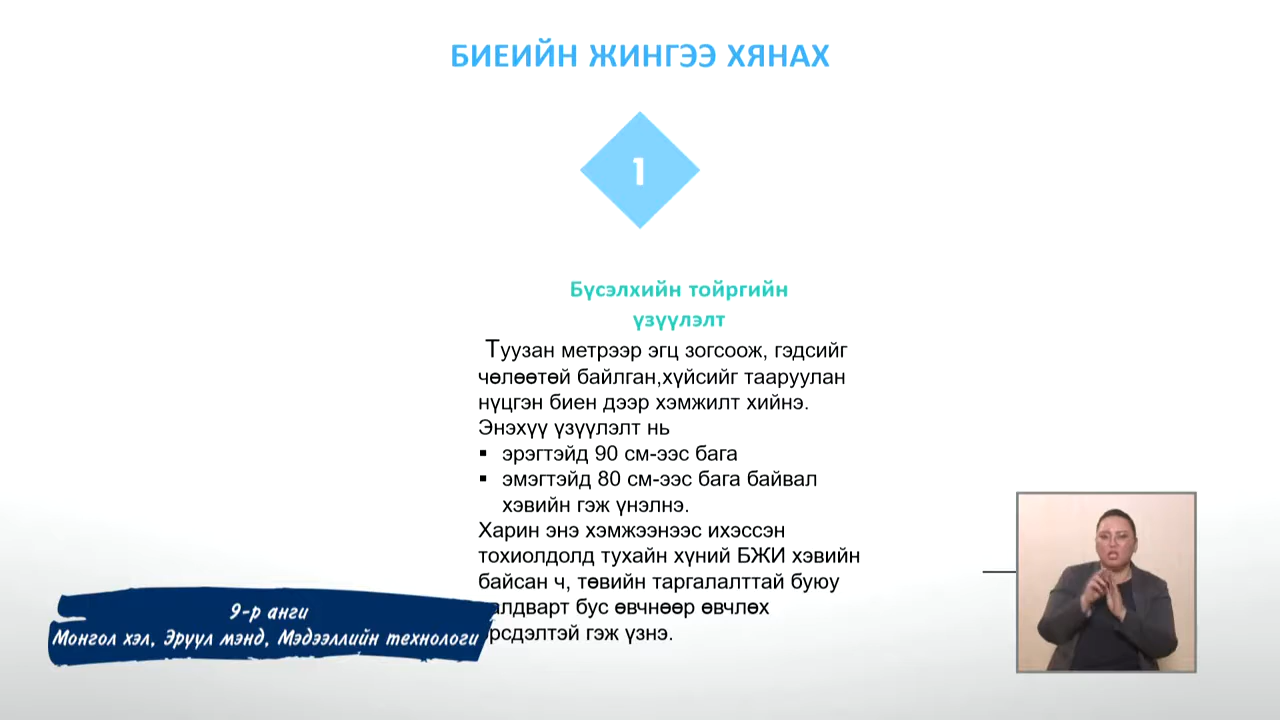 БИЕИЙН ЖИНГЭЭ ХЯНАХ
1
Бүсэлхийн тойргийн
үзүүлэлт
Туузан метрээр эгц зогсоож, гэдсийг
чөлөөтэй байлган,хүйсийг тааруулан
нүцгэн биен дээр хэмжилт хийнэ.
Энэхүү үзүүлэлт нь
▪ эрэгтэйд 90 см-ээс бага
▪ эмэгтэйд 80 см-ээс бага байвал
хэвийн гэж үнэлнэ.
Харин энэ хэмжээнээс ихэссэн
тохиолдолд тухайн хүний БЖИ хэвийн
байсан ч, төвийн таргалалттай буюу
бус өвчнөөр өвчлөх
гэж үзнэ.
9-р анги
Монгол хэл, Эрүүл мэнд, Мэдээллийн технологи